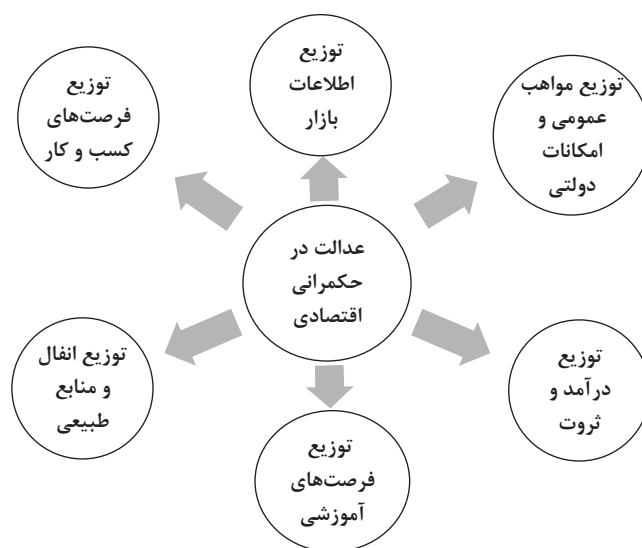 توزیع
اطلاعات
بازار
توزیع مواهب
عمومی و
امکانات
دولتی
توزیع
فرصت‌های
کسب و کار
عدالت در
حکمرانی
اقتصادی
توزیع
درآمد و
ثروت
توزیع انفال
و منابع
طبیعی
توزیع
فرصت‌های
آموزشی